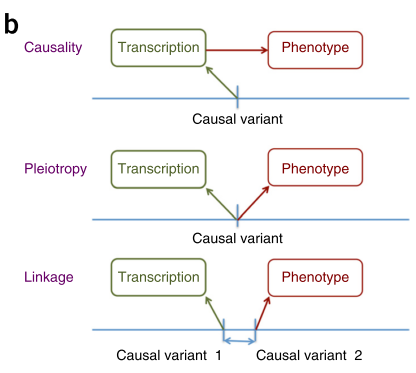 b
Causality
Transcription
Phenotype
Causal variant
Pleiotropy
Transcription
Phenotype
Causal variant
Linkage
Transcription
Phenotype
Causal variant 1
Causal variant 2